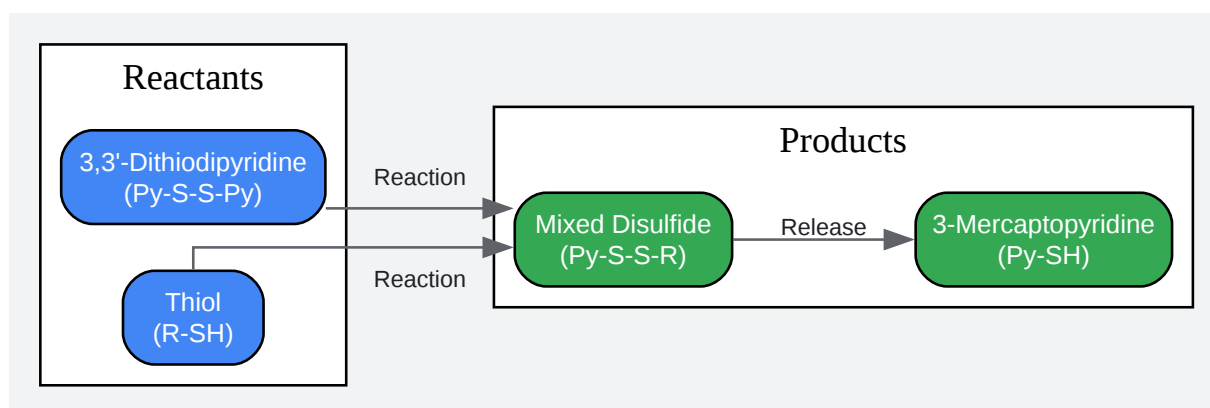 Reactants
3,3'-Dithiodipyridine
(Py-S-S-Py)
Thiol
(R-SH)
Reaction
Reaction
Products
Mixed Disulfide
(Py-S-S-R)
Release
3-Mercaptopyridine
(Py-SH)